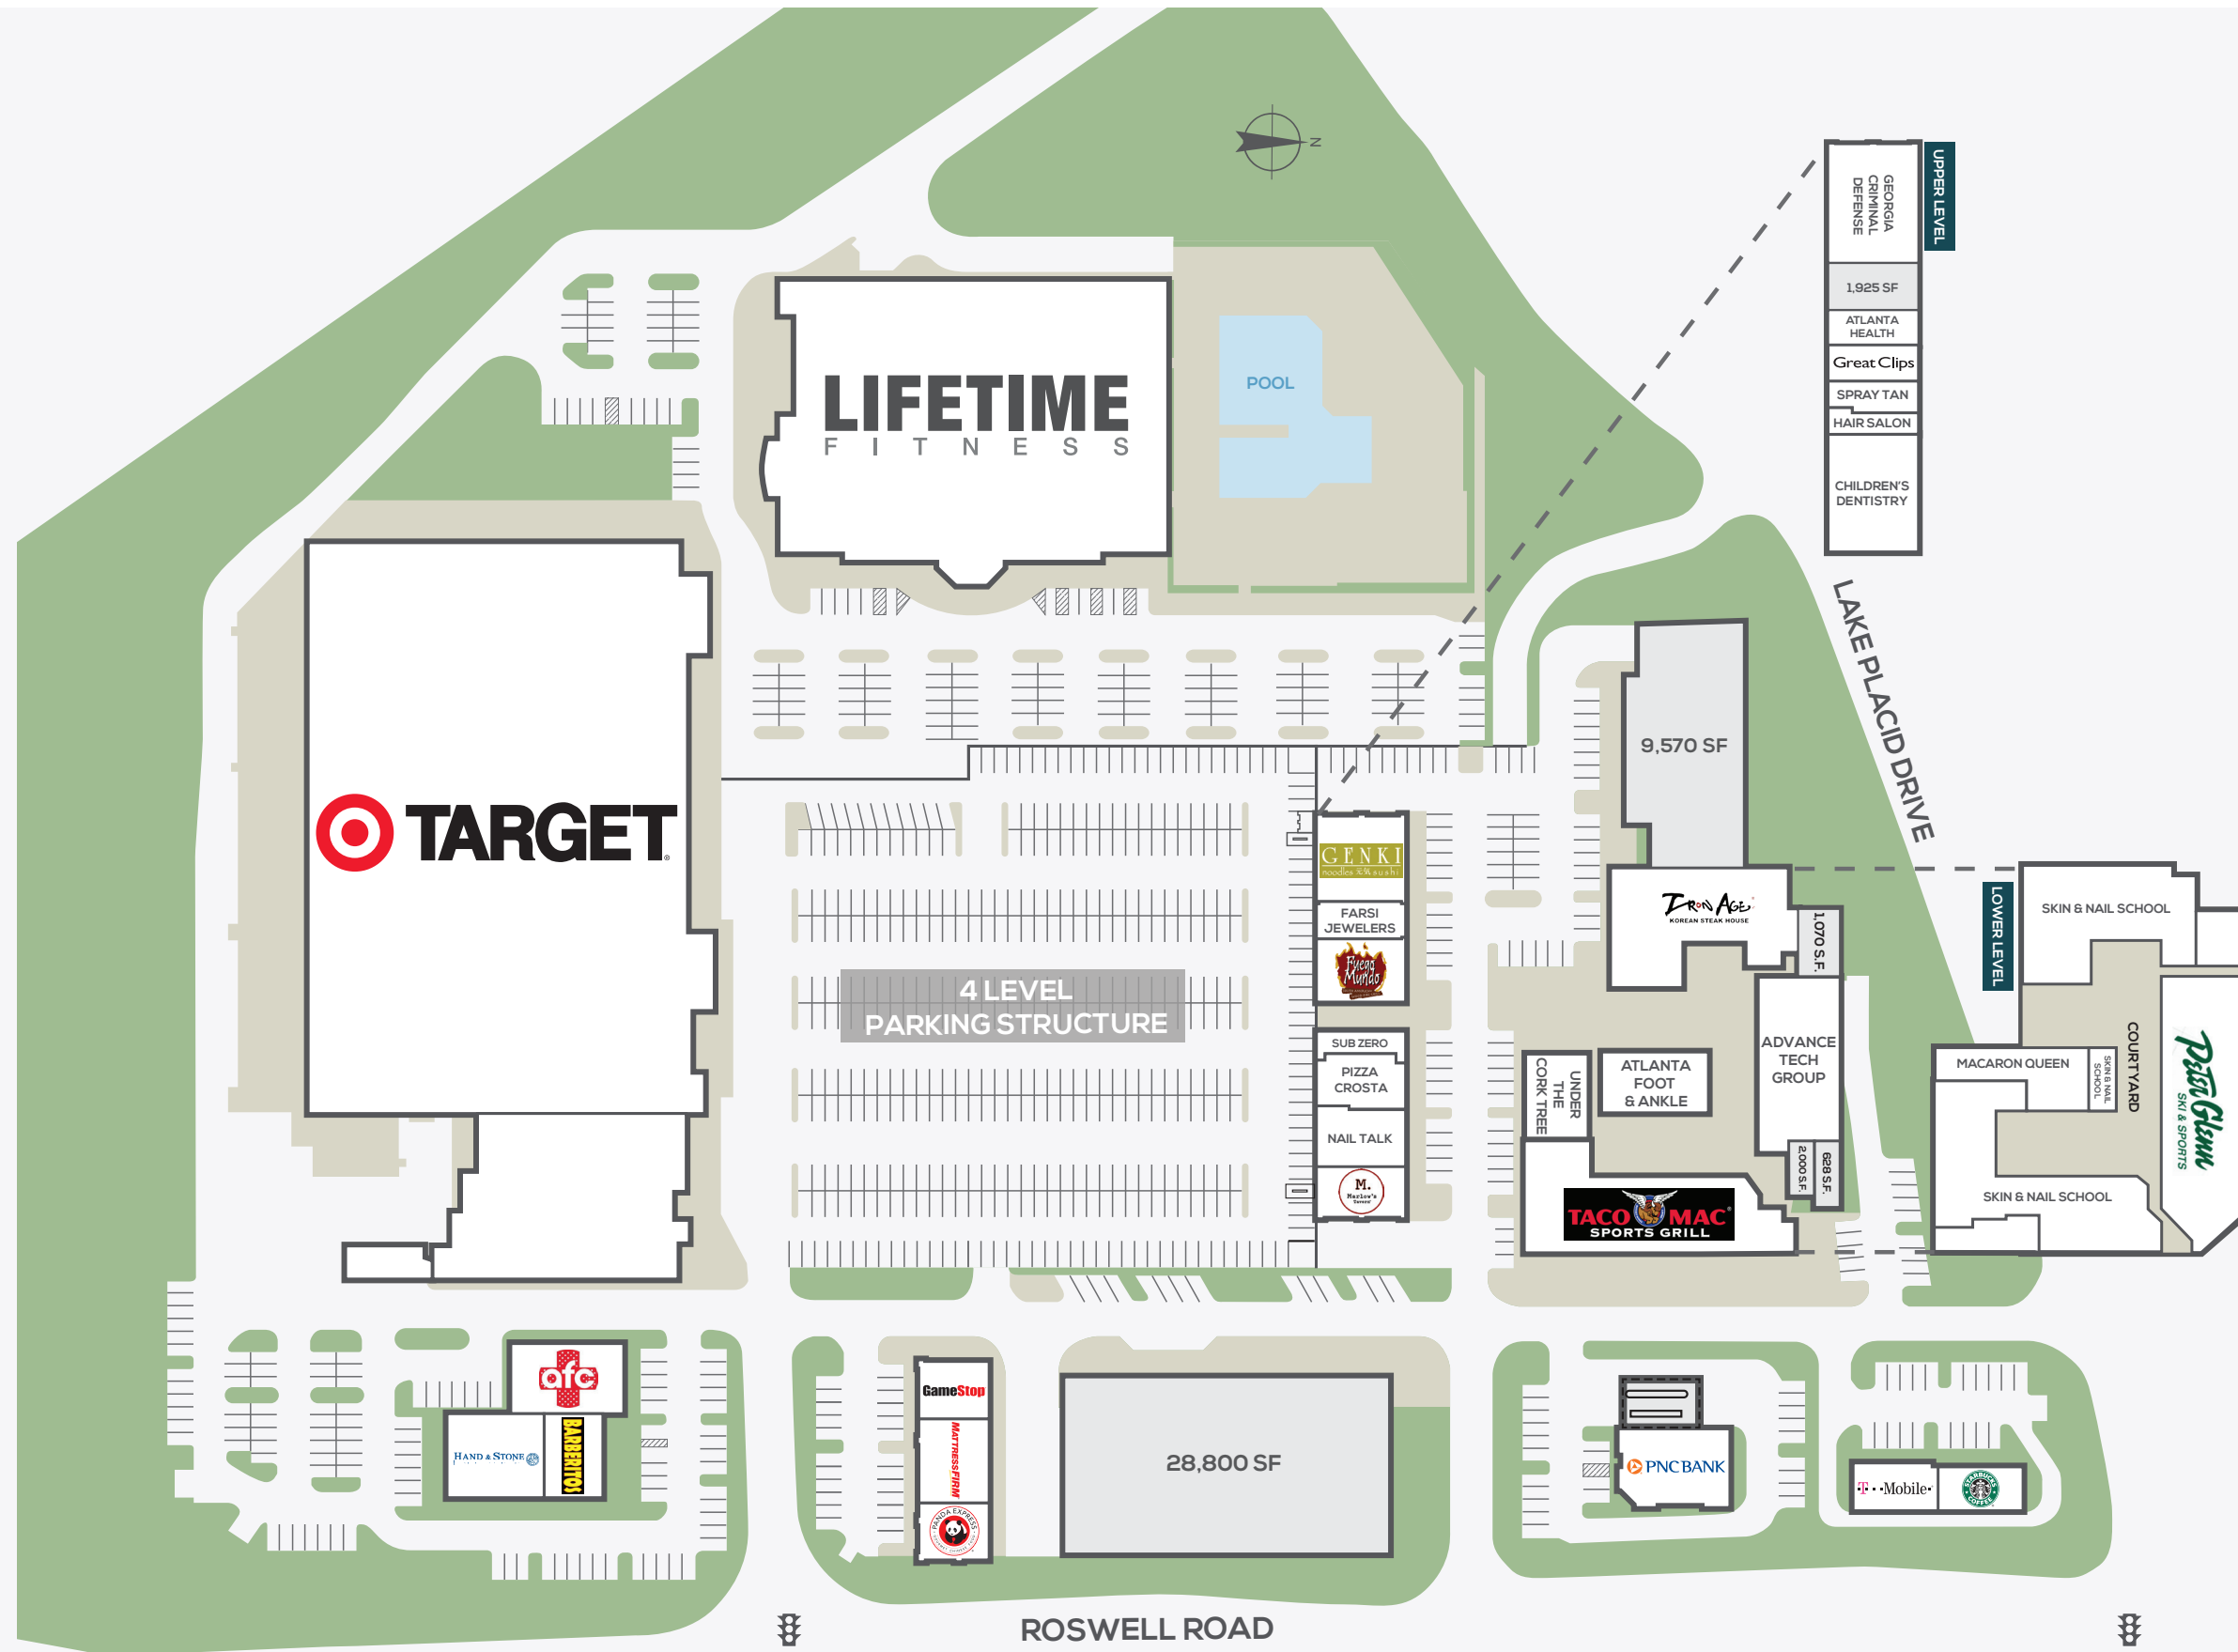 N
UPPER LEVEL
GEORGIA
CRIMINAL
DEFENSE
1,925 SF
ATLANTA
HEALTH
Great Clips
SPRAY TAN
HAIR SALON
CHILDREN'S
DENTISTRY
LIFETIME
FITNESS
POOL
LAKE PLACID DRIVE
9,570 SF
TARGET
GENKI
noodles & sushi
FARSI
JEWELERS
Fuego
Mundo
IRON AGE
KOREAN STEAK HOUSE
1,070 S.F.
LOWER LEVEL
SKIN & NAIL SCHOOL
4 LEVEL
PARKING STRUCTURE
SUB ZERO
PIZZA
CROSTA
NAIL TALK
M.
Marlow's
Tavern
UNDER
THE
CORK TREE
ATLANTA
FOOT
& ANKLE
ADVANCE
TECH
GROUP
2,000 S.F.
628 S.F.
TACO MAC
SPORTS GRILL
MACARON QUEEN
SKIN & NAIL
SCHOOL
COURTYARD
Peter Glenn
SKI & SPORTS
SKIN & NAIL SCHOOL
afc
HAND & STONE
BARBERITOS
GameStop
MATTRESSFIRM
PANDA EXPRESS
28,800 SF
PNCBANK
T··Mobile·
STARBUCKS
COFFEE
ROSWELL ROAD